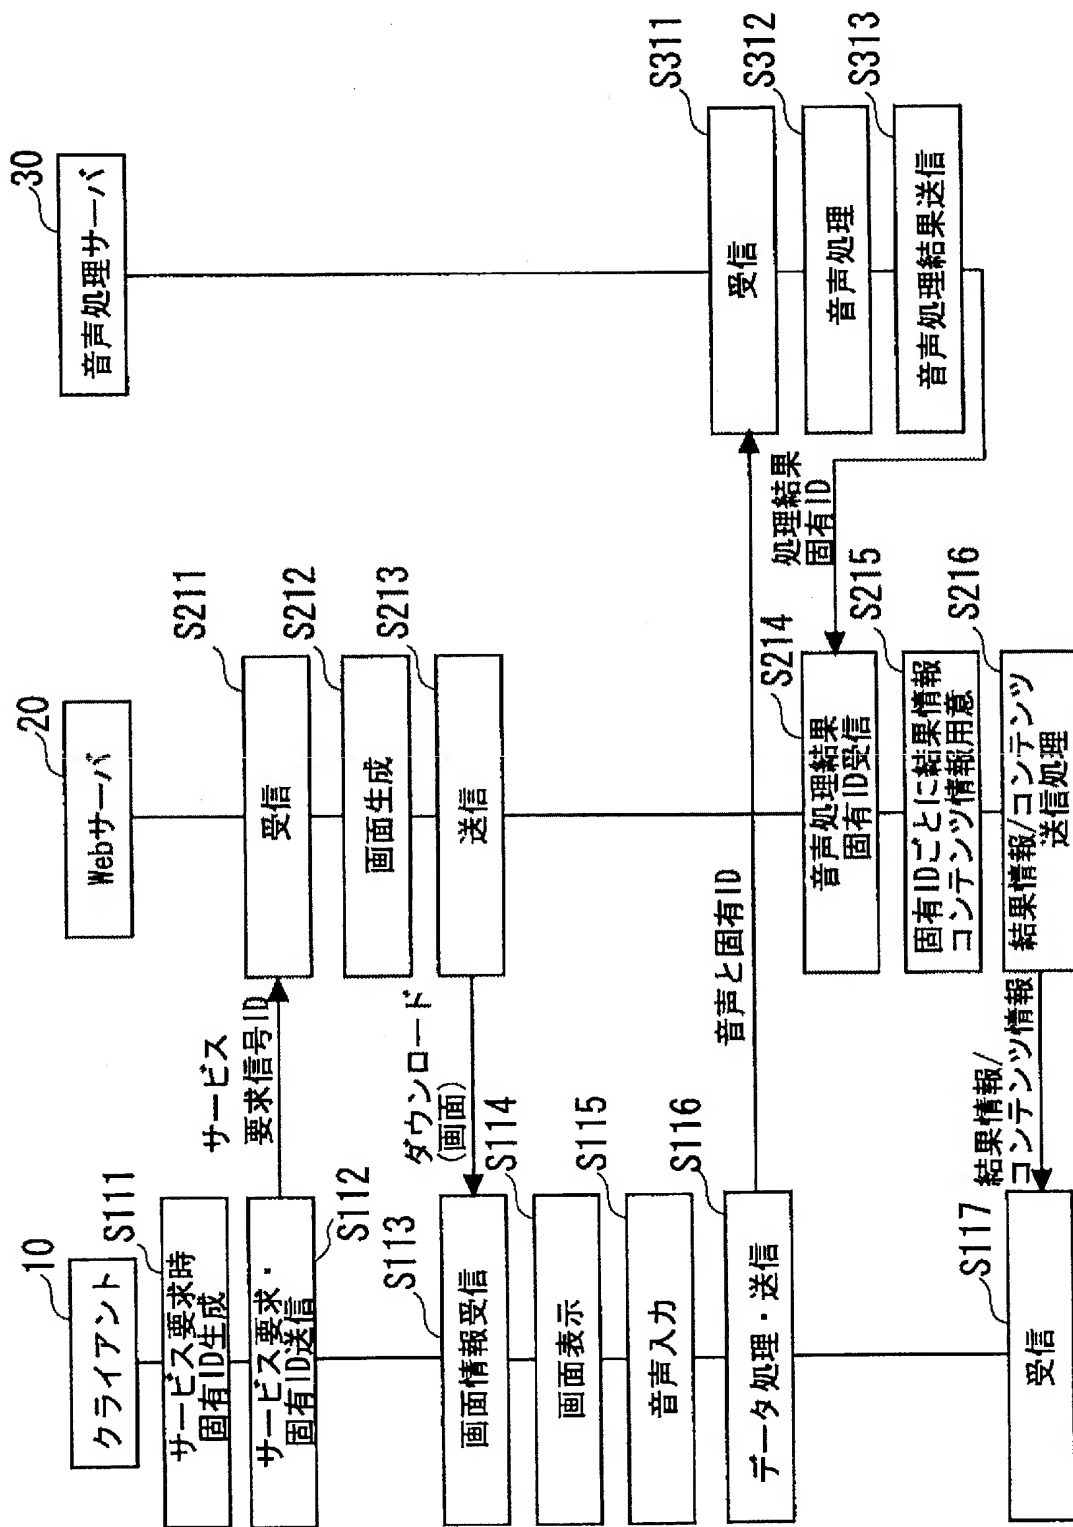 クライアント
10
サービス要求時
固有ID生成
S111
サービス要求・
固有ID送信
S112
サービス
要求信号ID
画面情報受信
S113
ダウンロード
(画面)
画面表示
S114
音声入力
S115
データ処理・送信
S116
音声と固有ID
受信
S117
結果情報/
コンテンツ情報
Webサーバ
20
受信
S211
画面生成
S212
送信
S213
音声処理結果
固有ID受信
S214
固有IDごとに結果情報
コンテンツ情報用意
S215
結果情報/コンテンツ
送信処理
S216
音声処理サーバ
30
受信
S311
音声処理
S312
音声処理結果送信
S313
処理結果
固有ID